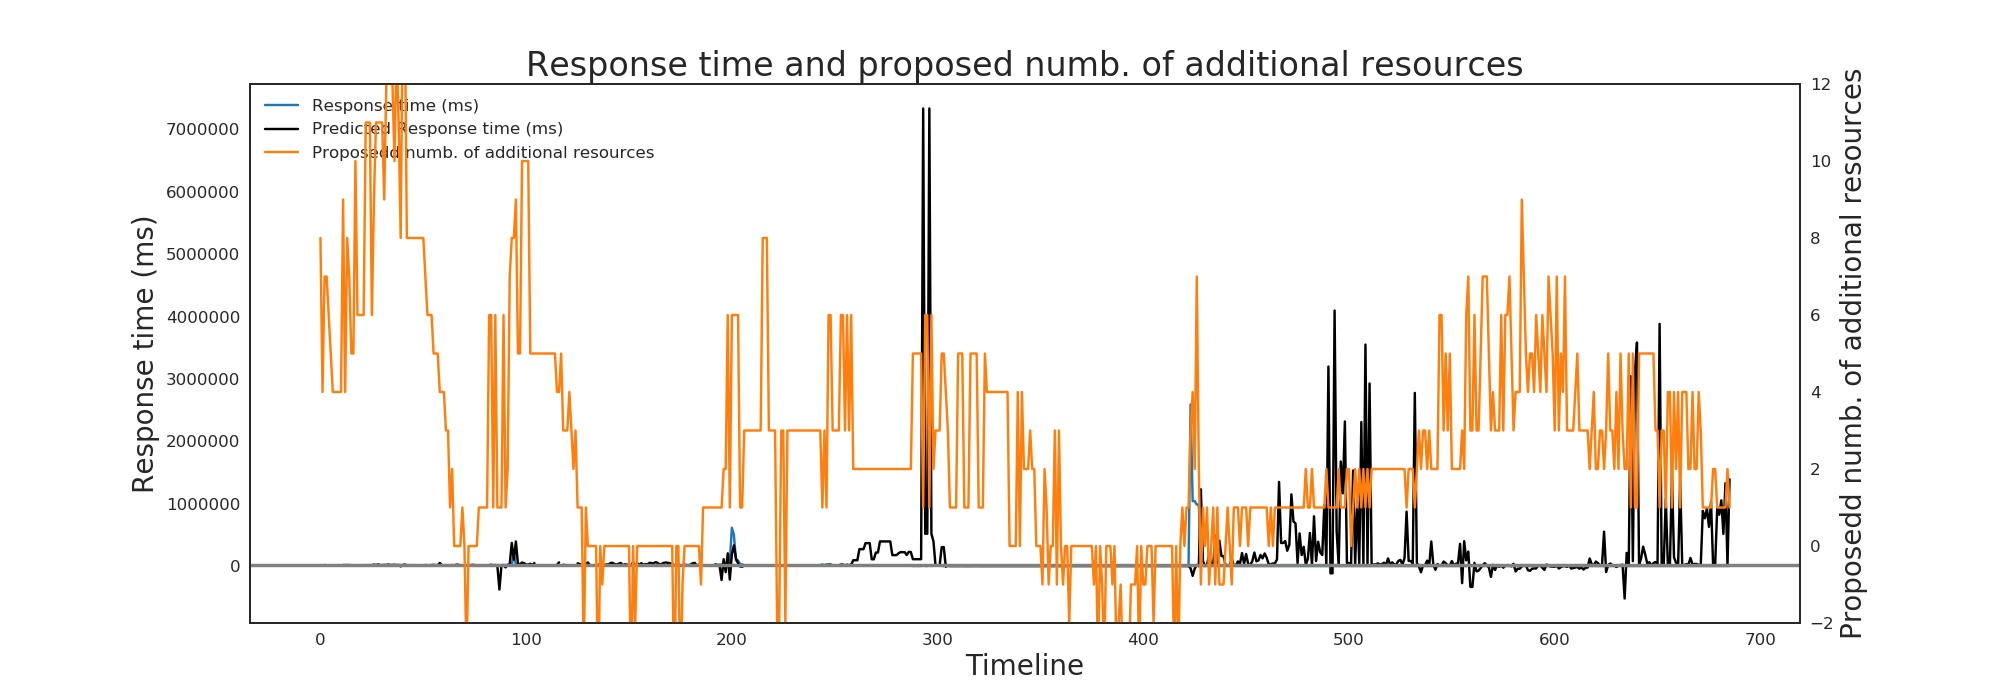 Response time and proposed numb. of additional resources
Response time (ms)
Predicted Response time (ms)
Proposedd numb. of additional resources
7000000
6000000
5000000
4000000
3000000
2000000
1000000
0
Response time (ms)
12
10
8
6
4
2
0
−2
Proposedd numb. of additional resources
0 100 200 300 400 500 600 700
Timeline